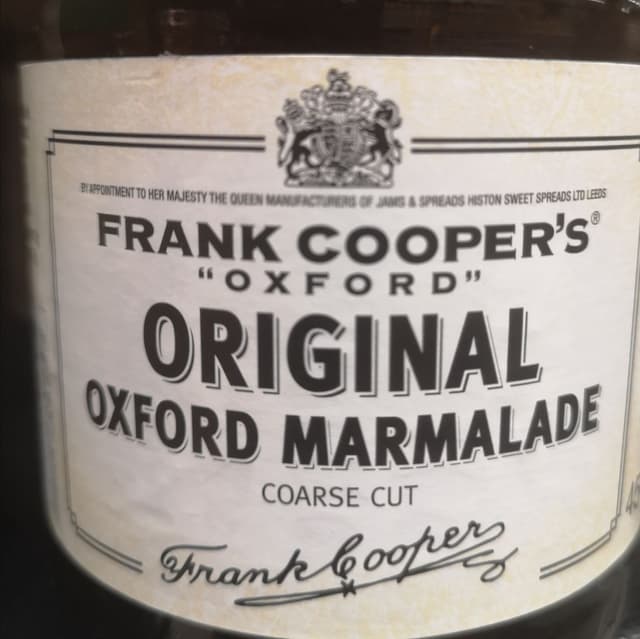 BY APPOINTMENT TO HER MAJESTY THE QUEEN MANUFACTURERS OF JAMS & SPREADS HISTON SWEET SPREADS LTD LEEDS
FRANK COOPER'S®
"OXFORD"
ORIGINAL
OXFORD MARMALADE
COARSE CUT
Frank Cooper